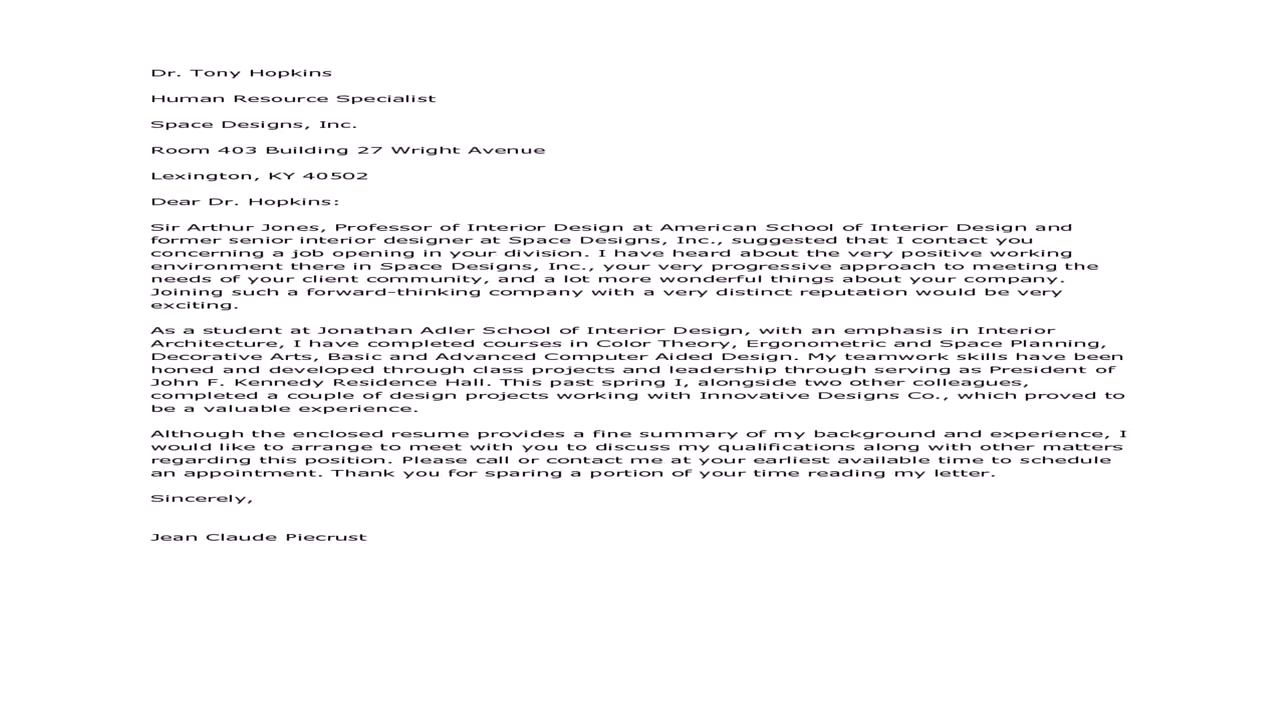 Dr. Tony Hopkins
Human Resource Specialist
Space Designs, Inc.
Room 403 Building 27 Wright Avenue
Lexington, KY 40502
Dear Dr. Hopkins:
Sir Arthur Jones, Professor of Interior Design at American School of Interior Design and
former senior interior designer at Space Designs, Inc., suggested that I contact you
concerning a job opening in your division. I have heard about the very positive working
environment there in Space Designs, Inc., your very progressive approach to meeting the
needs of your client community, and a lot more wonderful things about your company.
Joining such a forward-thinking company with a very distinct reputation would be very
exciting.
As a student at Jonathan Adler School of Interior Design, with an emphasis in Interior
Architecture, I have completed courses in Color Theory, Ergonometric and Space Planning,
Decorative Arts, Basic and Advanced Computer Aided Design. My teamwork skills have been
honed and developed through class projects and leadership through serving as President of
John F. Kennedy Residence Hall. This past spring I, alongside two other colleagues,
completed a couple of design projects working with Innovative Designs Co., which proved to
be a valuable experience.
Although the enclosed resume provides a fine summary of my background and experience, I
would like to arrange to meet with you to discuss my qualifications along with other matters
regarding this position. Please call or contact me at your earliest available time to schedule
an appointment. Thank you for sparing a portion of your time reading my letter.
Sincerely,
Jean Claude Piecrust